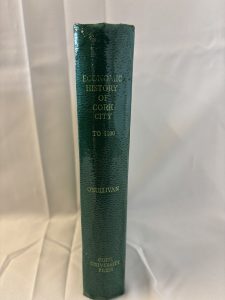 ECONOMIC
HISTORY
OF
CORK
CITY
TO 1800
O'SULLIVAN
CORK
UNIVERSITY
PRESS